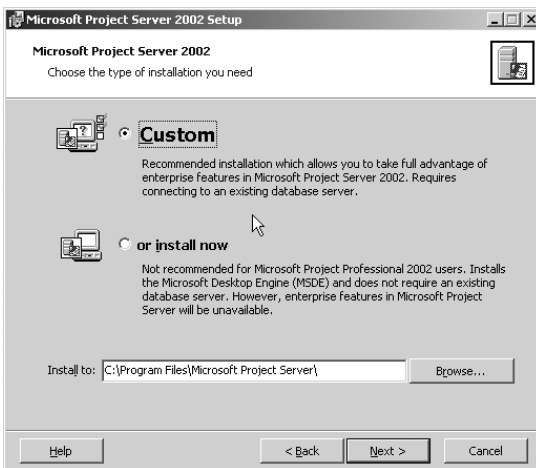 Microsoft Project Server 2002 Setup
Microsoft Project Server 2002
Choose the type of installation you need
Custom
Recommended installation which allows you to take full advantage of
enterprise features in Microsoft Project Server 2002. Requires
connecting to an existing database server.
or install now
Not recommended for Microsoft Project Professional 2002 users. Installs
the Microsoft Desktop Engine (MSDE) and does not require an existing
database server. However, enterprise features in Microsoft Project
Server will be unavailable.
Install to: C:\Program Files\Microsoft Project Server\ Browse...
Help < Back Next > Cancel